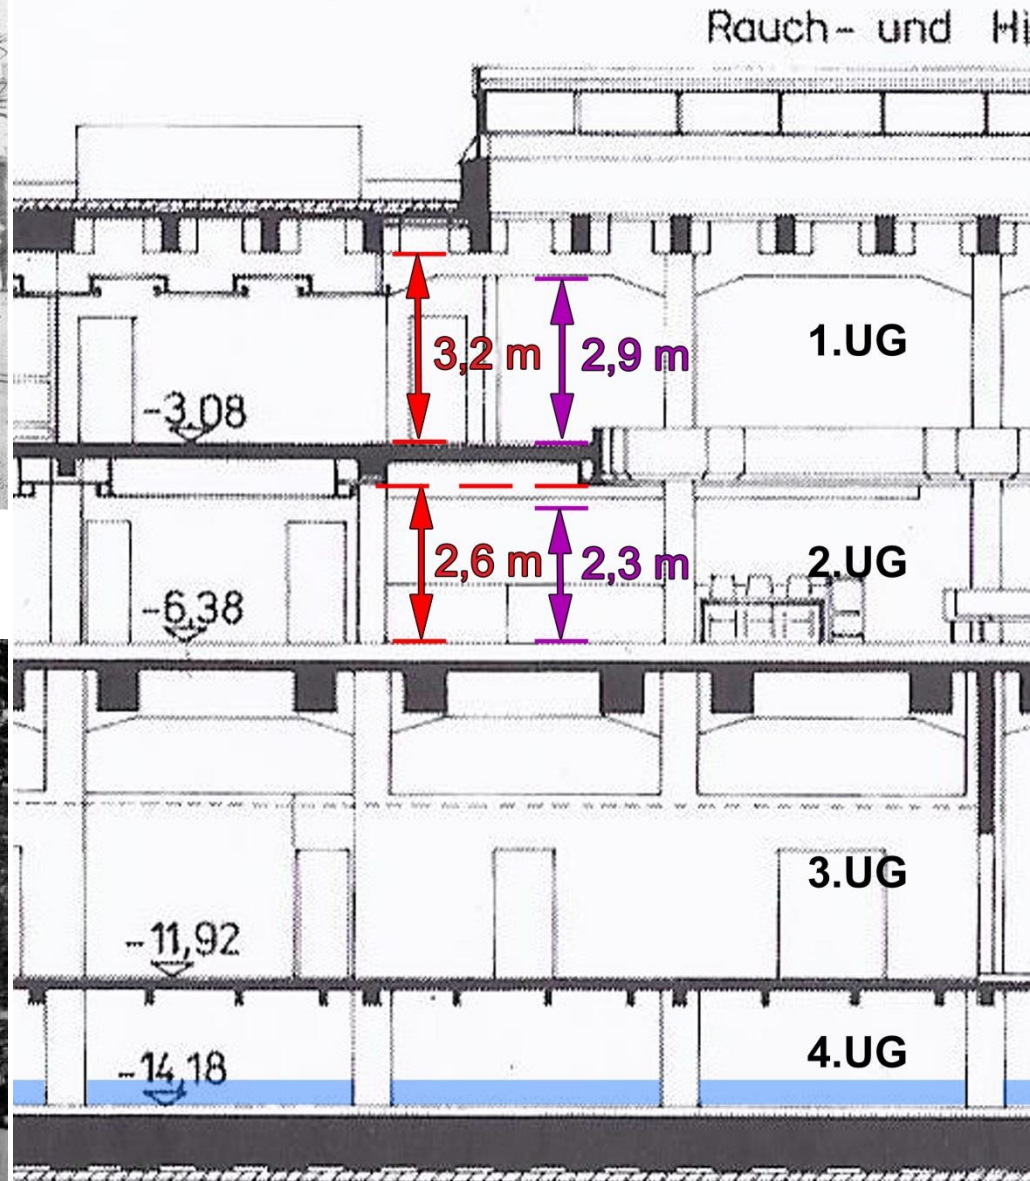 Rauch- und Hi
3,2 m
2,9 m
1.UG
-3,08
2,6 m
2,3 m
2.UG
-6,38
3.UG
-11,92
4.UG
-14,18